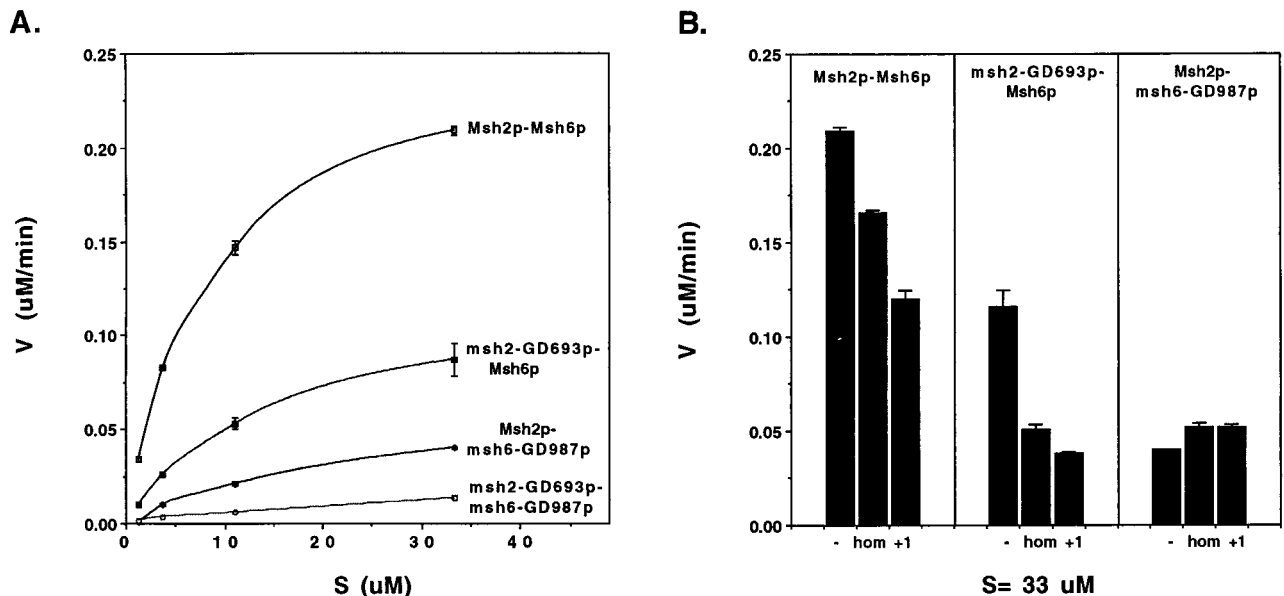 A.
0.25
0.20
0.15
0.10
0.05
0.00
V (uM/min)
0
10
20
30
40
S (uM)
Msh2p-Msh6p
msh2-GD693p-
Msh6p
Msh2p-
msh6-GD987p
msh2-GD693p-
msh6-GD987p
B.
0.25
0.20
0.15
0.10
0.05
0.00
V (uM/min)
Msh2p-Msh6p
msh2-GD693p-
Msh6p
Msh2p-
msh6-GD987p
- hom +1
- hom +1
- hom +1
S= 33 uM